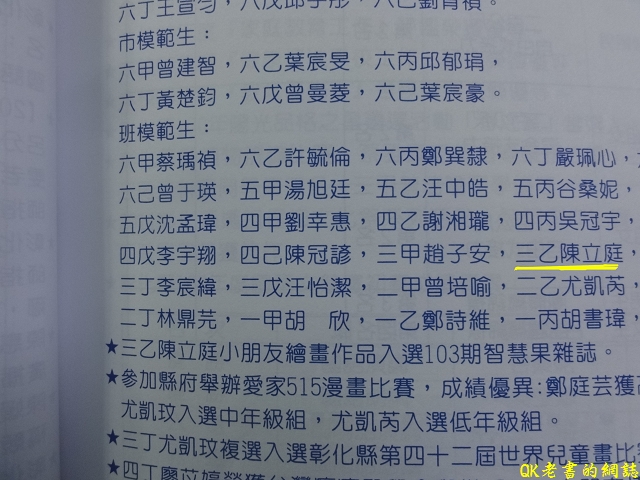 六丁王宣勻，六戊邱宇彤，六己劉育禎。
市模範生：
六甲曾建智，六乙葉宸旻，六丙邱郁琄，
六丁黃楚鈞，六戊曾曼菱，六己葉宸豪。
班模範生：
六甲蔡瑀禎，六乙許毓倫，六丙鄭巽隸，六丁嚴珮心，
六己曾于瑛，五甲湯旭廷，五乙汪中皓，五丙谷桑妮，
五戊沈孟瑋，四甲劉幸惠，四乙謝湘瓏，四丙吳冠宇，
四戊李宇翔，四己陳冠諺，三甲趙子安，三乙陳立庭，
三丁李宸緯，三戊汪怡潔，二甲曾培喻，二乙尤凱芮，
二丁林鼎芫，一甲胡　欣，一乙鄭詩維，一丙胡書瑋，
★三乙陳立庭小朋友繪畫作品入選103期智慧果雜誌。
★參加縣府舉辦愛家515漫畫比賽，成績優異:鄭庭芸獲
尤凱玟入選中年級組，尤凱芮入選低年級組。
★三丁尤凱玟複選入選彰化縣第四十二屆世界兒童畫比
★四丁廖苡婷榮獲台灣
QK老書的網誌